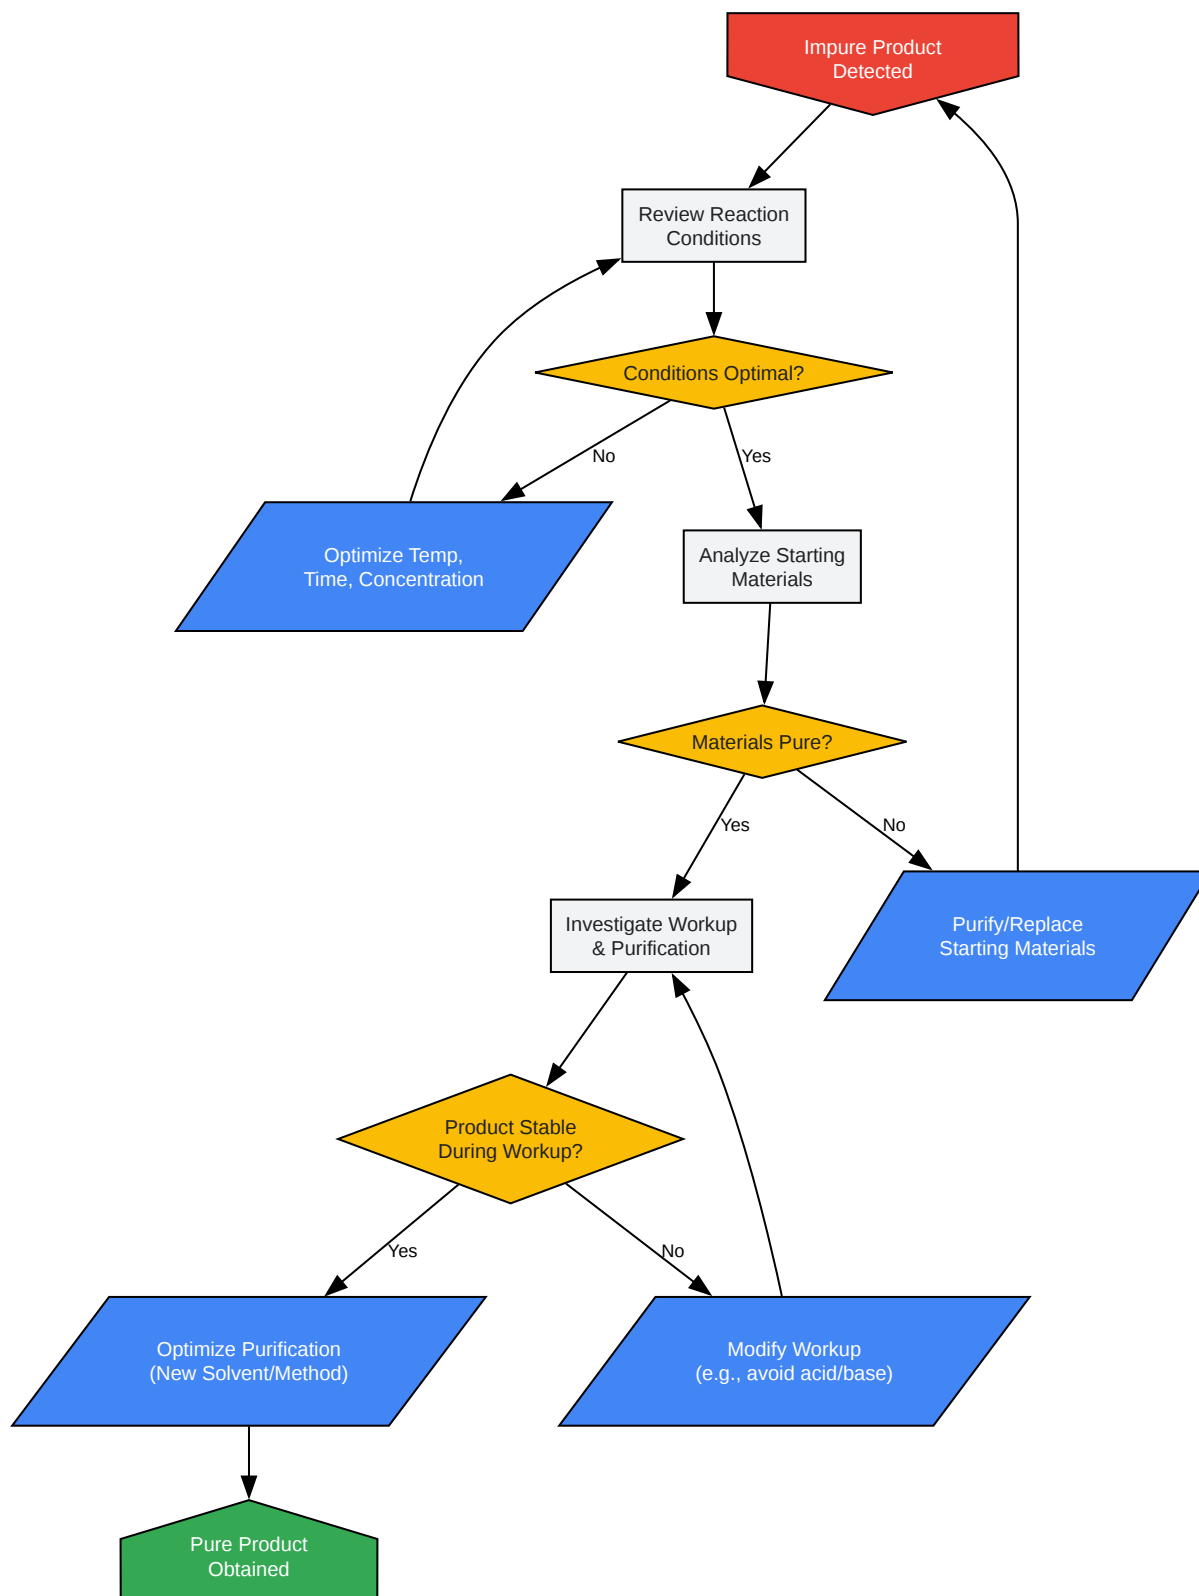 Impure Product
Detected
Review Reaction
Conditions
Conditions Optimal?
No
Yes
Optimize Temp,
Time, Concentration
Analyze Starting
Materials
Materials Pure?
Yes
No
Investigate Workup
& Purification
Purify/Replace
Starting Materials
Product Stable
During Workup?
Yes
No
Optimize Purification
(New Solvent/Method)
Modify Workup
(e.g., avoid acid/base)
Pure Product
Obtained